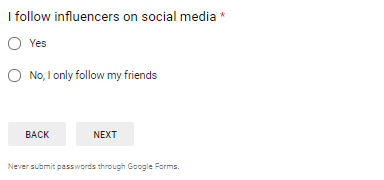 I follow influencers on social media *
Yes
No, I only follow my friends
BACK NEXT
Never submit passwords through Google Forms.